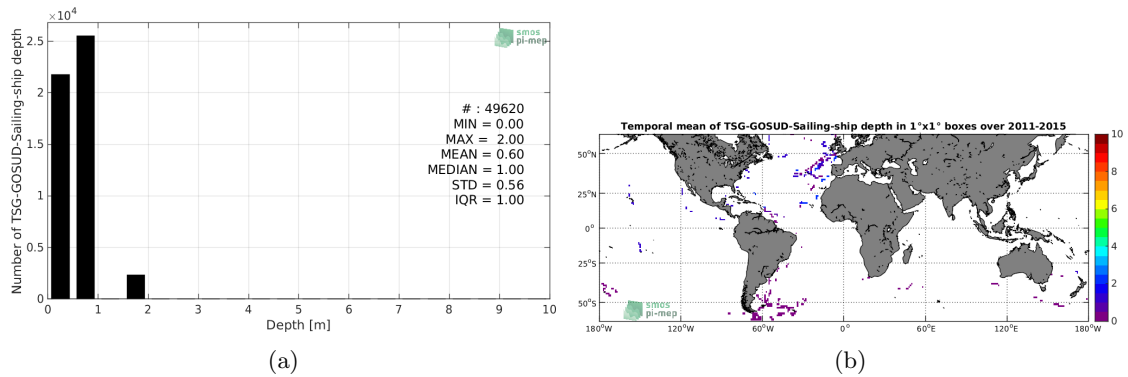 ×10⁴
2.5
2
1.5
1
0.5
0
Number of TSG-GOSUD-Sailing-ship depth
smos
pi-mep
# : 49620
MIN = 0.00
MAX = 2.00
MEAN = 0.60
MEDIAN = 1.00
STD = 0.56
IQR = 1.00
0 1 2 3 4 5 6 7 8 9 10
Depth [m]
(a)
Temporal mean of TSG-GOSUD-Sailing-ship depth in 1°x1° boxes over 2011-2015
50°N
25°N
0°
25°S
50°S
smos
pi-mep
180°W 120°W 60°W 0° 60°E 120°E 180°E
10
8
6
4
2
0
(b)